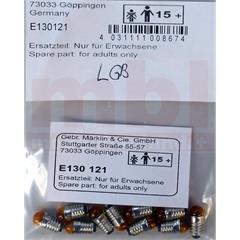 73033 Göppingen
Germany
E130121
15 +
4 031111 008674
Ersatzteil: Nur für Erwachsene
Spare part: for adults only
LGB
Gebr. Märklin & Cie. GmbH
Stuttgarter Straße 55-57
73033 Göppingen
15 +
E130 121
Ersatzteil: Nur für Erwachsene
Spare part: for adults only